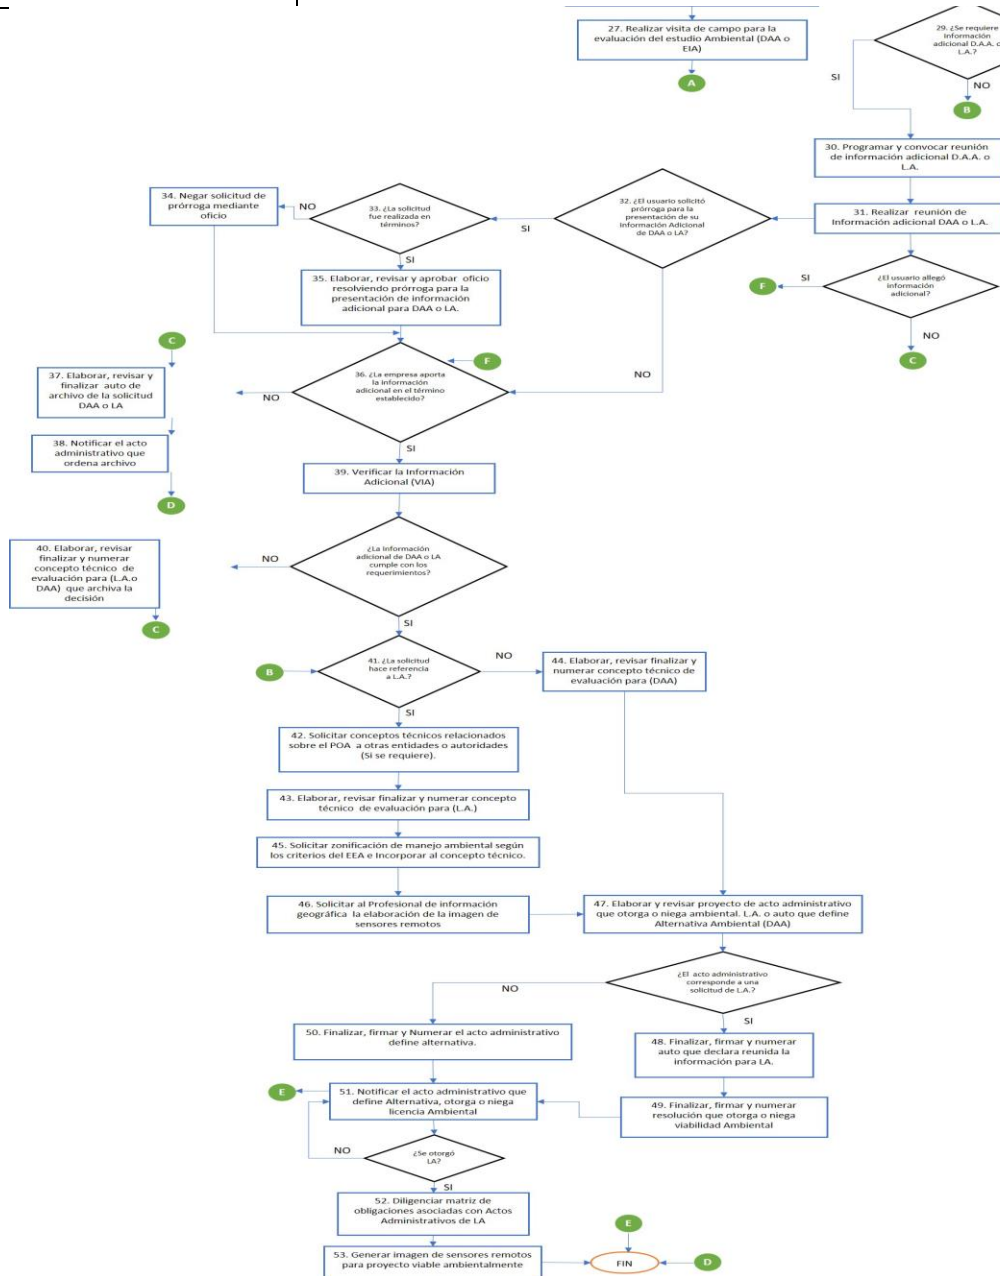 27. Realizar visita de campo para la
evaluación del estudio Ambiental (DAA o
EIA)
A
29. ¿Se requiere
Información
adicional D.A.A. o
L.A.?
SI
NO
B
30. Programar y convocar reunión
de información adicional D.A.A. o
L.A.
31. Realizar reunión de
Información adicional DAA o L.A.
¿El usuario allegó
información
adicional?
SI
F
NO
C
32. ¿El usuario solicitó
prórroga para la
presentación de su
Información Adicional
de DAA o LA?
SI
NO
33. ¿La solicitud
fue realizada en
términos?
NO
SI
34. Negar solicitud de
prórroga mediante
oficio
35. Elaborar, revisar y aprobar oficio
resolviendo prórroga para la
presentación de información
adicional para DAA o LA.
F
36. ¿La empresa aporta
la información
adicional en el término
establecido?
NO
SI
C
37. Elaborar, revisar y
finalizar auto de
archivo de la solicitud
DAA o LA
38. Notificar el acto
administrativo que
ordena archivo
D
39. Verificar la Información
Adicional (VIA)
¿La Información
adicional de DAA o LA
cumple con los
requerimientos?
NO
SI
40. Elaborar, revisar
finalizar y numerar
concepto técnico de
evaluación para (L.A.o
DAA) que archiva la
decisión
C
B
41. ¿La solicitud
hace referencia
a L.A.?
NO
SI
44. Elaborar, revisar finalizar y
numerar concepto técnico de
evaluación para (DAA)
42. Solicitar conceptos técnicos relacionados
sobre el POA a otras entidades o autoridades
(Si se requiere).
43. Elaborar, revisar finalizar y numerar concepto
técnico de evaluación para (L.A.)
45. Solicitar zonificación de manejo ambiental según
los criterios del EEA e Incorporar al concepto técnico.
46. Solicitar al Profesional de información
geográfica la elaboración de la imagen de
sensores remotos
47. Elaborar y revisar proyecto de acto administrativo
que otorga o niega ambiental. L.A. o auto que define
Alternativa Ambiental (DAA)
¿El acto administrativo
corresponde a una
solicitud de L.A.?
NO
SI
50. Finalizar, firmar y Numerar el acto administrativo
define alternativa.
48. Finalizar, firmar y numerar
auto que declara reunida la
información para LA.
49. Finalizar, firmar y numerar
resolución que otorga o niega
viabilidad Ambiental
E
51. Notificar el acto administrativo que
define Alternativa, otorga o niega
licencia Ambiental
¿Se otorgó
LA?
NO
SI
52. Diligenciar matriz de
obligaciones asociadas con Actos
Administrativos de LA
53. Generar imagen de sensores remotos
para proyecto viable ambientalmente
E
FIN
D